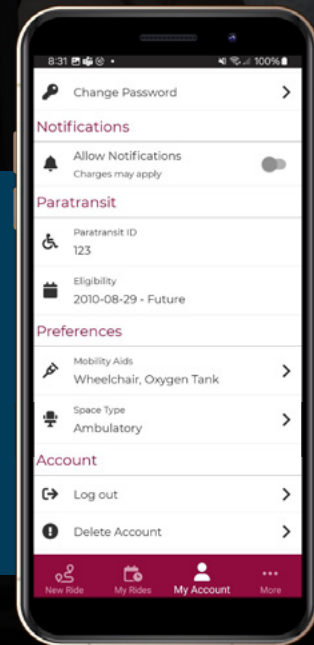 8:31
100%
Change Password
Notifications
Allow Notifications
Charges may apply
Paratransit
Paratransit ID
123
Eligibility
2010-08-29 - Future
Preferences
Mobility Aids
Wheelchair, Oxygen Tank
Space Type
Ambulatory
Account
Log out
Delete Account
New Ride
My Rides
My Account
More